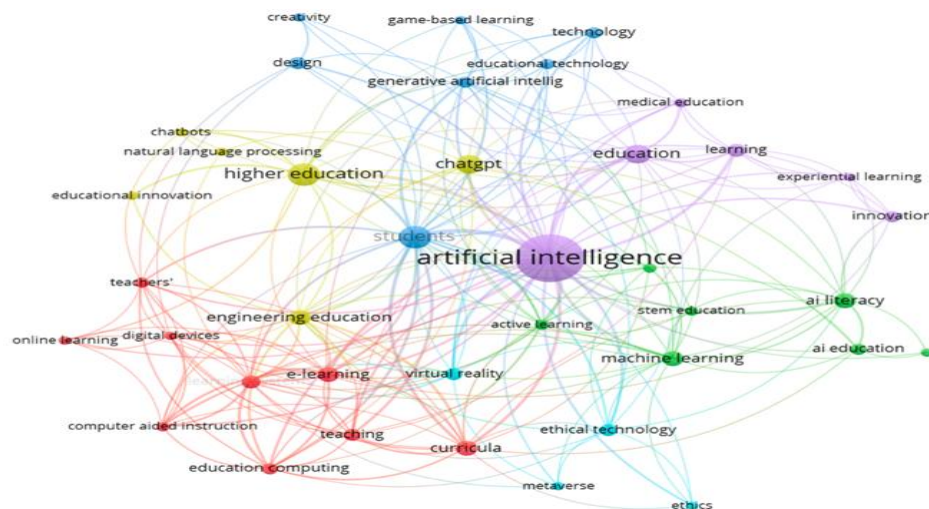 creativity
game-based learning
technology
design
educational technology
generative artificial intellig
medical education
chatbots
learning
natural language processing
education
chatgpt
higher education
experiential learning
educational innovation
innovation
students
artificial intelligence
teachers'
ai literacy
stem education
engineering education
active learning
digital devices
online learning
ai education
machine learning
e-learning
virtual reality
computer aided instruction
ethical technology
teaching
curricula
education computing
metaverse
ethics